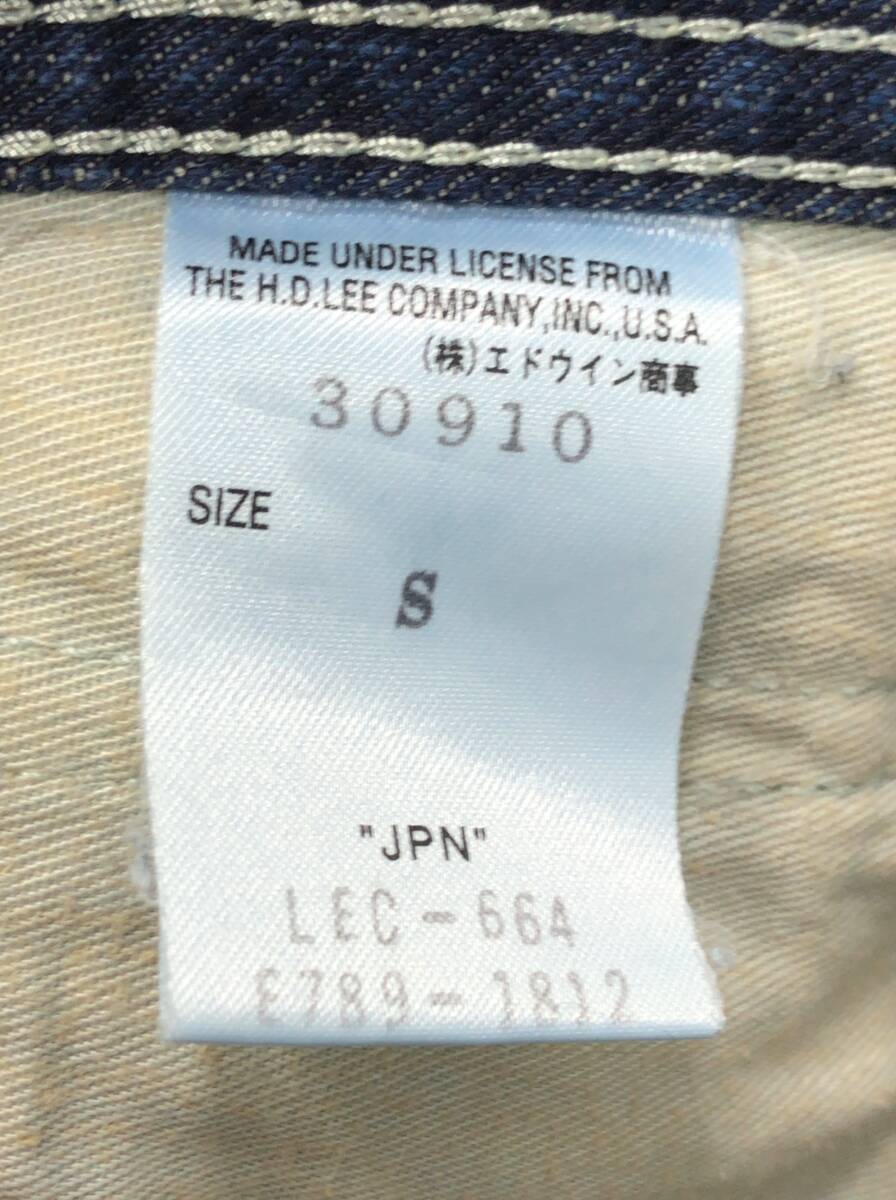 MADE UNDER LICENSE FROM
THE H.D.LEE COMPANY,INC.,U.S.A.
(株)エドウイン商事
30910
SIZE
S
"JPN"
LEC-664
E789-1812